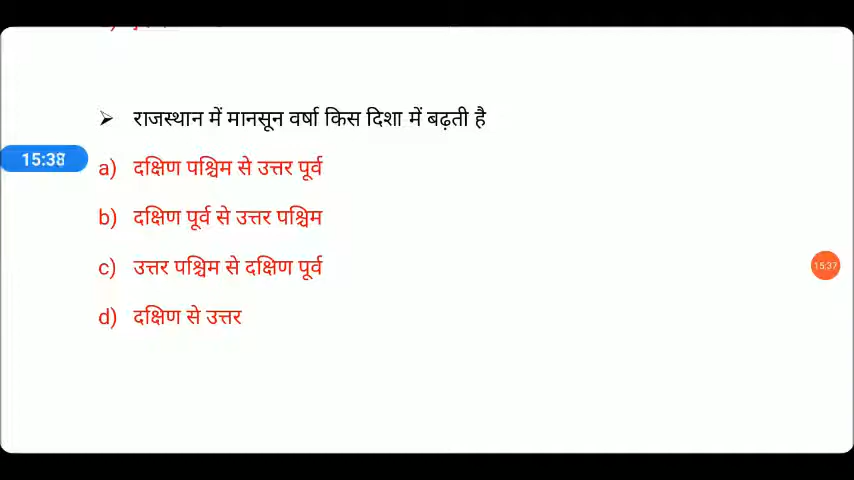 ➢ राजस्थान में मानसून वर्षा किस दिशा में बढ़ती है
15:38
a) दक्षिण पश्चिम से उत्तर पूर्व
b) दक्षिण पूर्व से उत्तर पश्चिम
c) उत्तर पश्चिम से दक्षिण पूर्व
15:37
d) दक्षिण से उत्तर